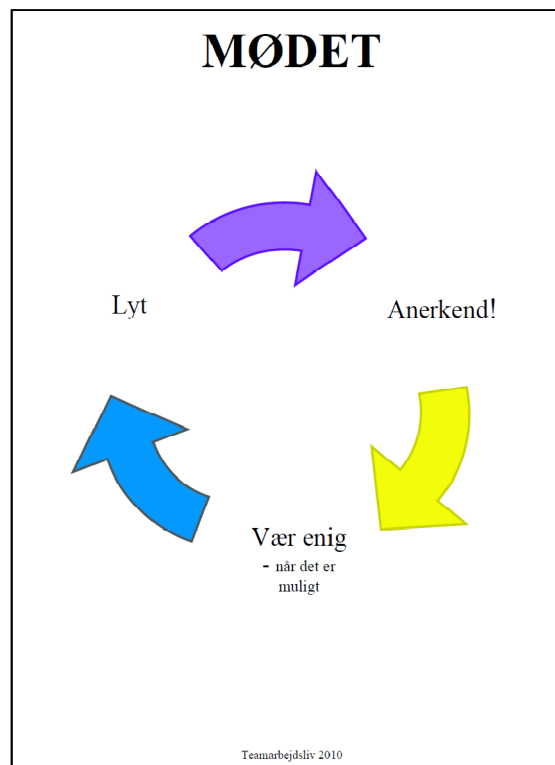 MØDET
Lyt
Anerkend!
Vær enig
- når det er
muligt
Teamarbejdsliv 2010